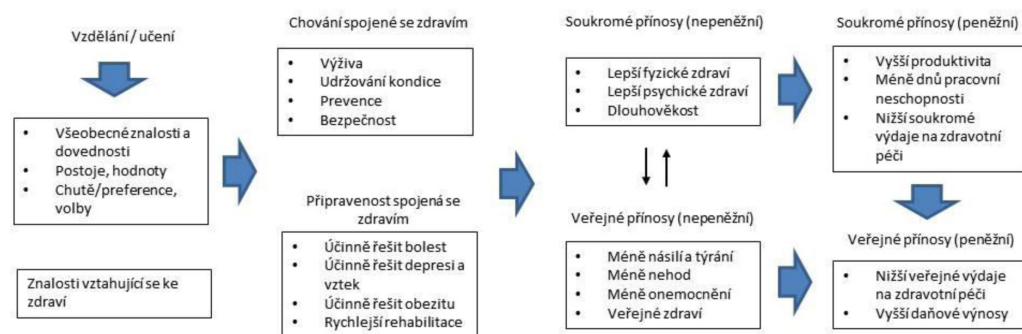 Vzdělání / učení
Všeobecné znalosti a
dovednosti
Postoje, hodnoty
Chutě/preference,
volby
Znalosti vztahující se ke
zdraví
Chování spojené se zdravím
Výživa
Udržování kondice
Prevence
Bezpečnost
Připravenost spojená se
zdravím
Účinně řešit bolest
Účinně řešit depresi a
vztek
Účinně řešit obezitu
Rychlejší rehabilitace
Soukromé přínosy (nepeněžní)
Lepší fyzické zdraví
Lepší psychické zdraví
Dlouhověkost
Veřejné přínosy (nepeněžní)
Méně násilí a týrání
Méně nehod
Méně onemocnění
Veřejné zdraví
Soukromé přínosy (peněžní)
Vyšší produktivita
Méně dnů pracovní
neschopnosti
Nižší soukromé
výdaje na zdravotní
péči
Veřejné přínosy (peněžní)
Nižší veřejné výdaje
na zdravotní péči
Vyšší daňové výnosy